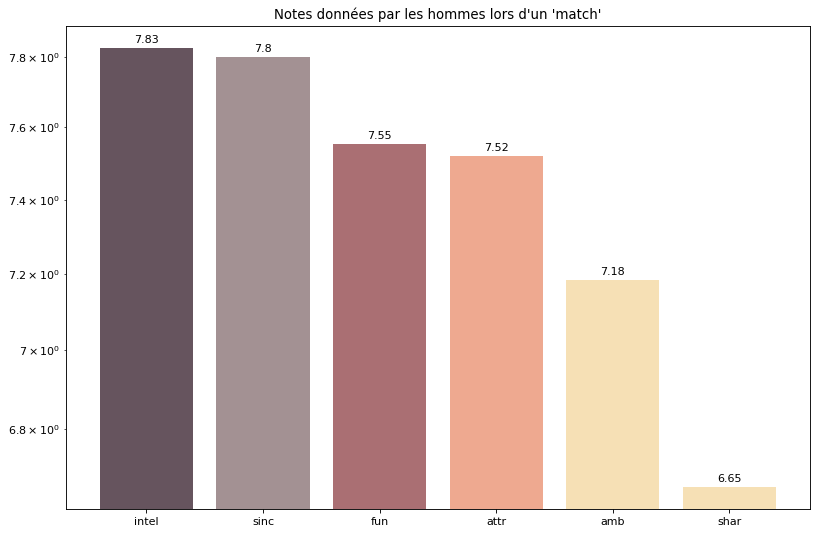 Notes données par les hommes lors d'un 'match'
7.8 × 10⁰
7.6 × 10⁰
7.4 × 10⁰
7.2 × 10⁰
7 × 10⁰
6.8 × 10⁰
7.83
7.8
7.55
7.52
7.18
6.65
intel
sinc
fun
attr
amb
shar